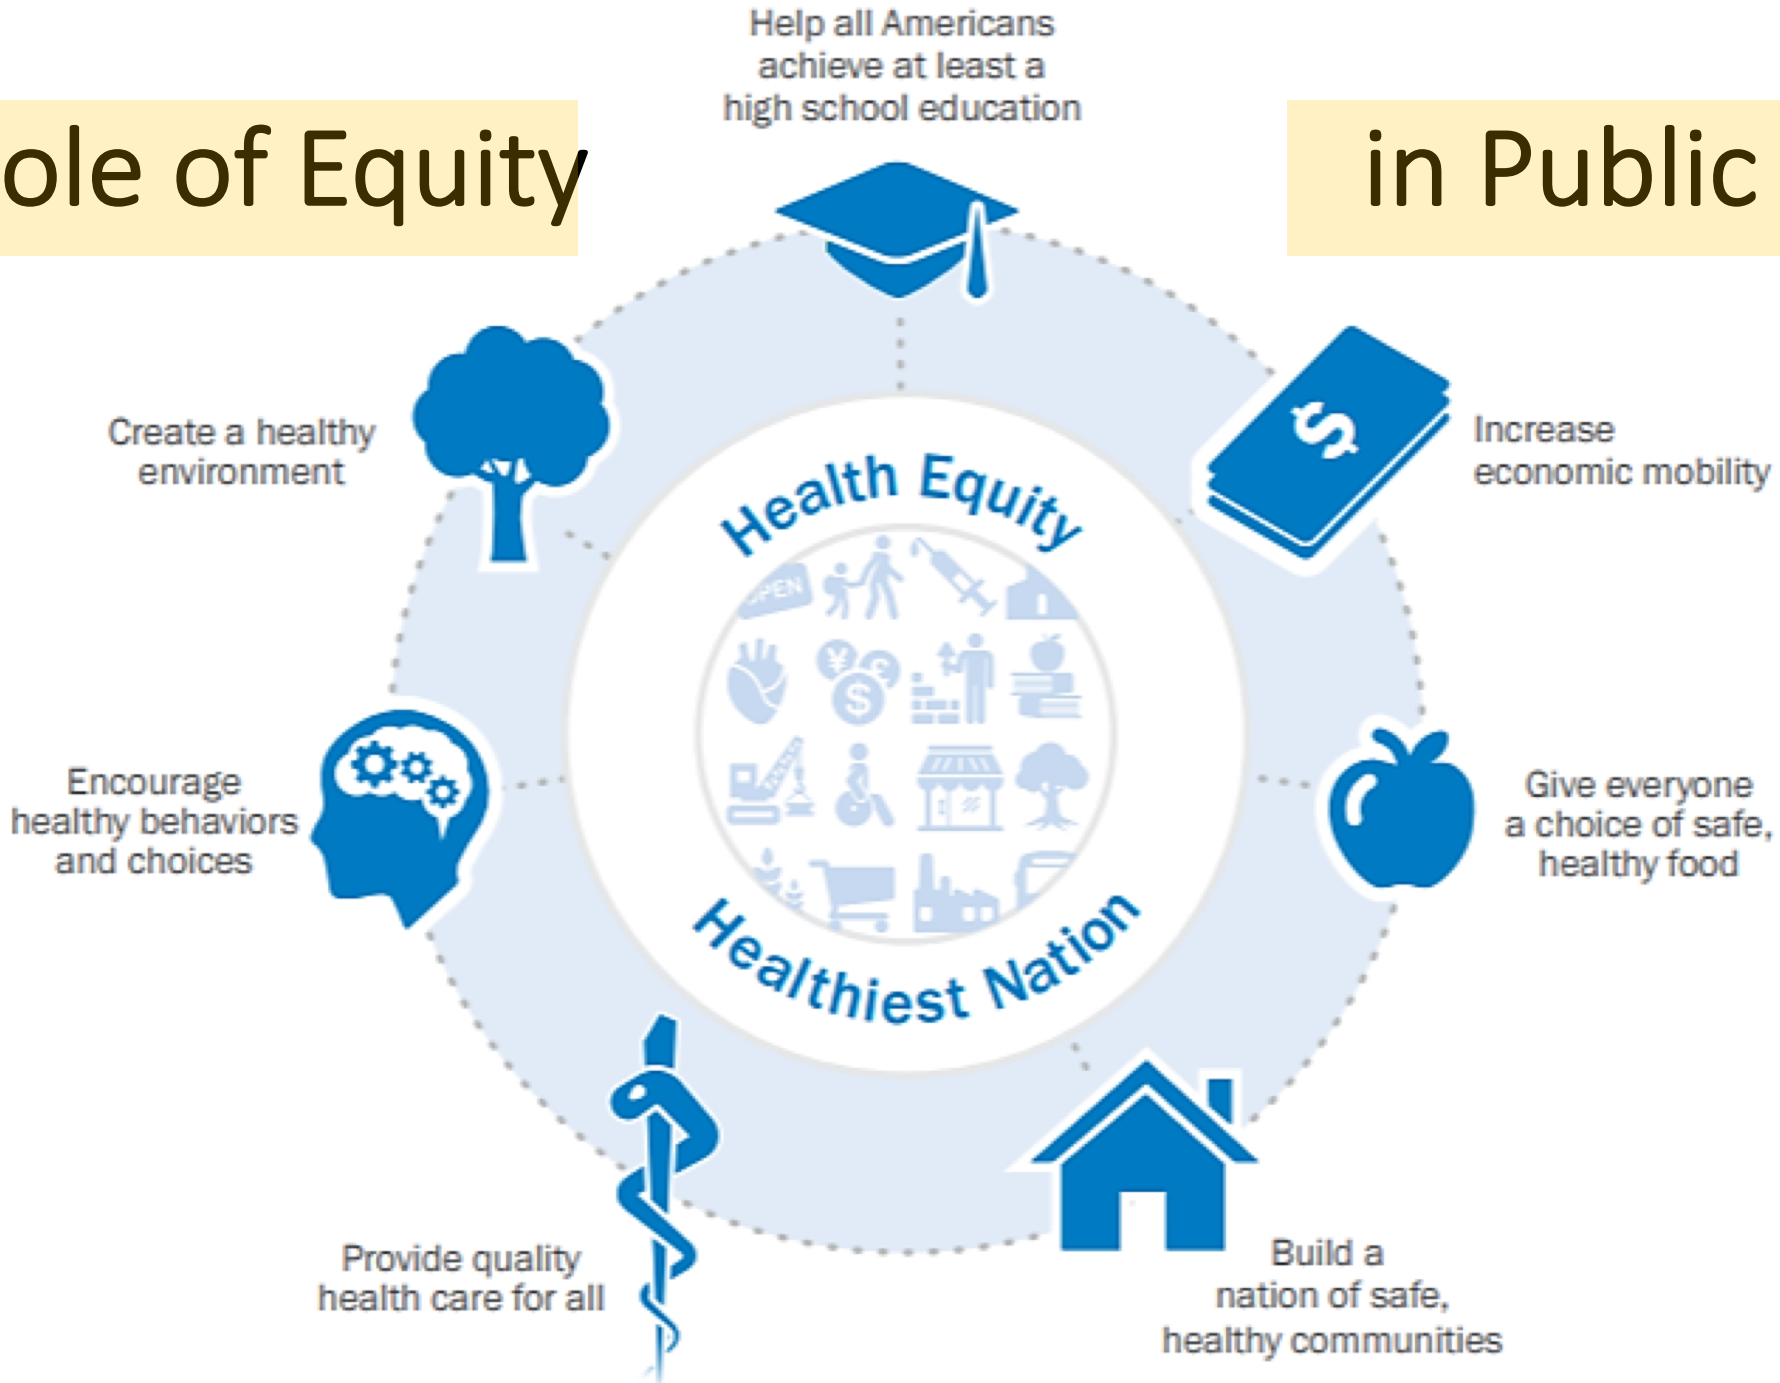 Help all Americans
achieve at least a
high school education
ole of Equity
in Public
Create a healthy
environment
Increase
economic mobility
Health Equity
OPEN
¥
£
$
$
Encourage
healthy behaviors
and choices
Give everyone
a choice of safe,
healthy food
Healthiest Nation
Provide quality
health care for all
Build a
nation of safe,
healthy communities